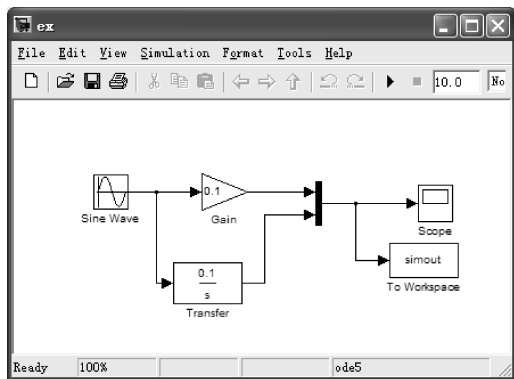 ex
File Edit View Simulation Format Tools Help
10.0 No
0.1
Sine Wave
Gain
Scope
0.1
s
Transfer
simout
To Workspace
Ready 100% ode5